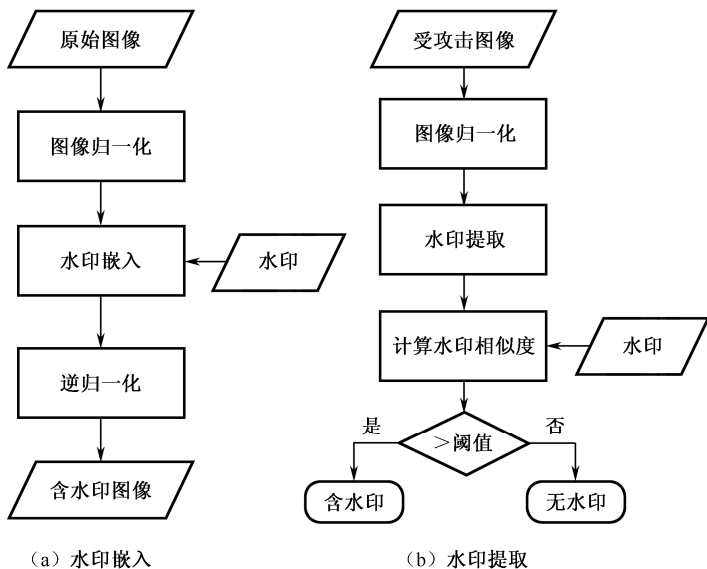 原始图像
图像归一化
水印嵌入
水印
逆归一化
含水印图像
（a）水印嵌入
受攻击图像
图像归一化
水印提取
计算水印相似度
水印
＞阈值
是
否
含水印
无水印
（b）水印提取